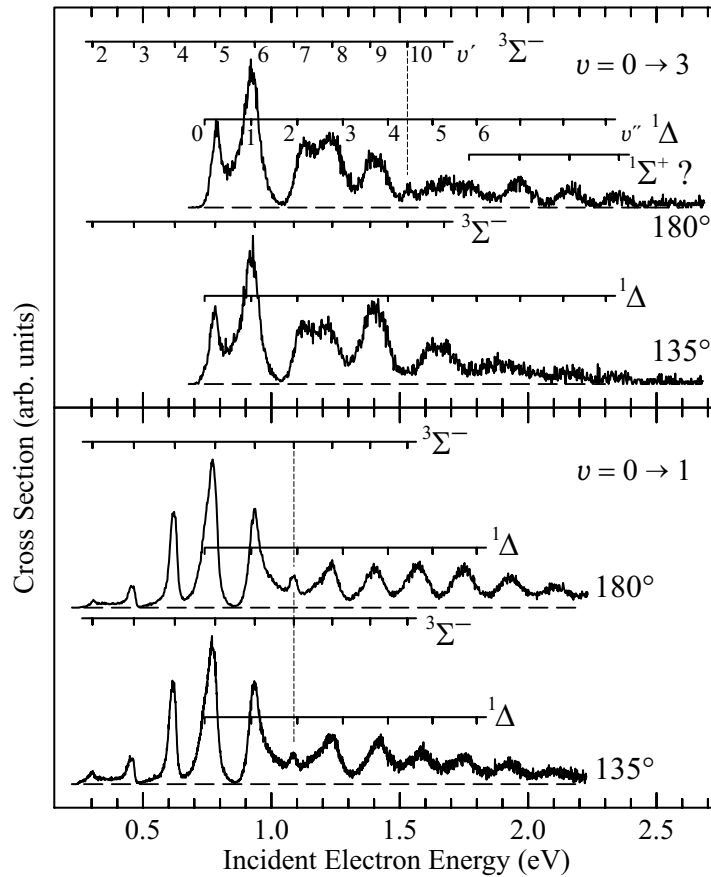 2 3 4 5 6 7 8 9 10 υ′ ³Σ⁻
υ = 0 → 3
0 1 2 3 4 5 6 υ″ ¹Δ
¹Σ⁺ ?
180°
³Σ⁻
¹Δ
135°
³Σ⁻
υ = 0 → 1
¹Δ
180°
³Σ⁻
¹Δ
135°
Cross Section (arb. units)
0.5 1.0 1.5 2.0 2.5
Incident Electron Energy (eV)